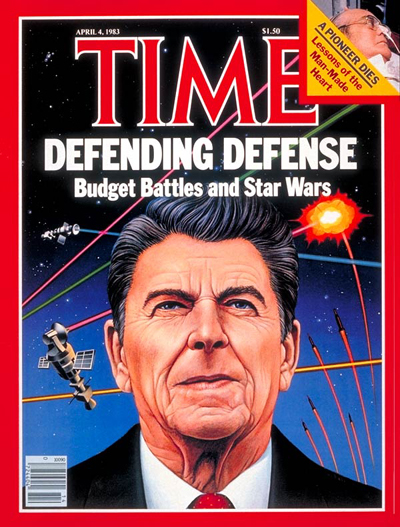 APRIL 4, 1983
$1.50
A PIONEER DIES
Lessons of the
Man-Made
Heart
TIME
DEFENDING DEFENSE
Budget Battles and Star Wars